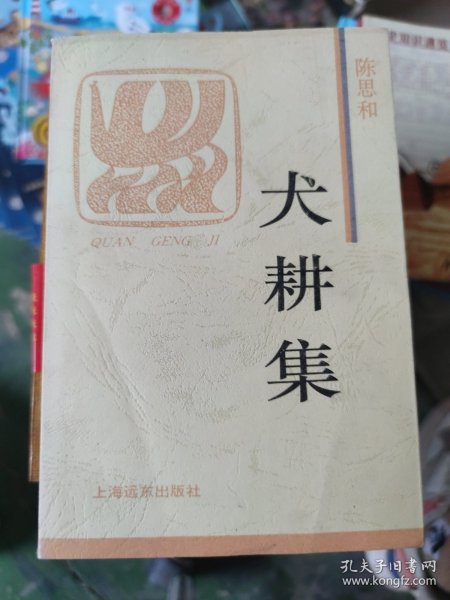 陈思和
QUAN GENG JI
犬耕集
上海远东出版社
孔夫子旧书网
www.kongfz.com